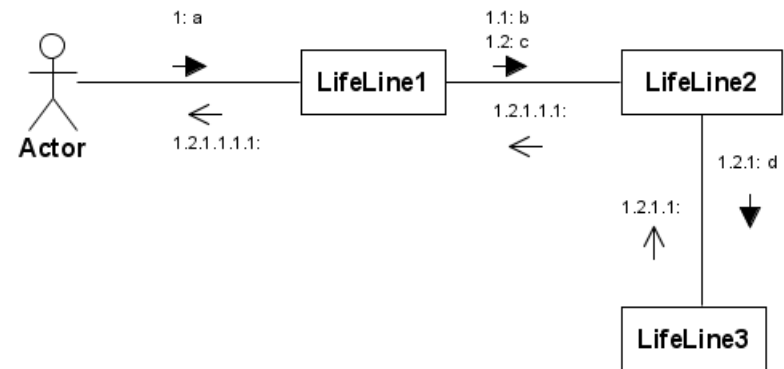 1: a
1.1: b
1.2: c
LifeLine1
LifeLine2
1.2.1.1.1.1:
1.2.1.1.1:
Actor
1.2.1: d
1.2.1.1:
LifeLine3